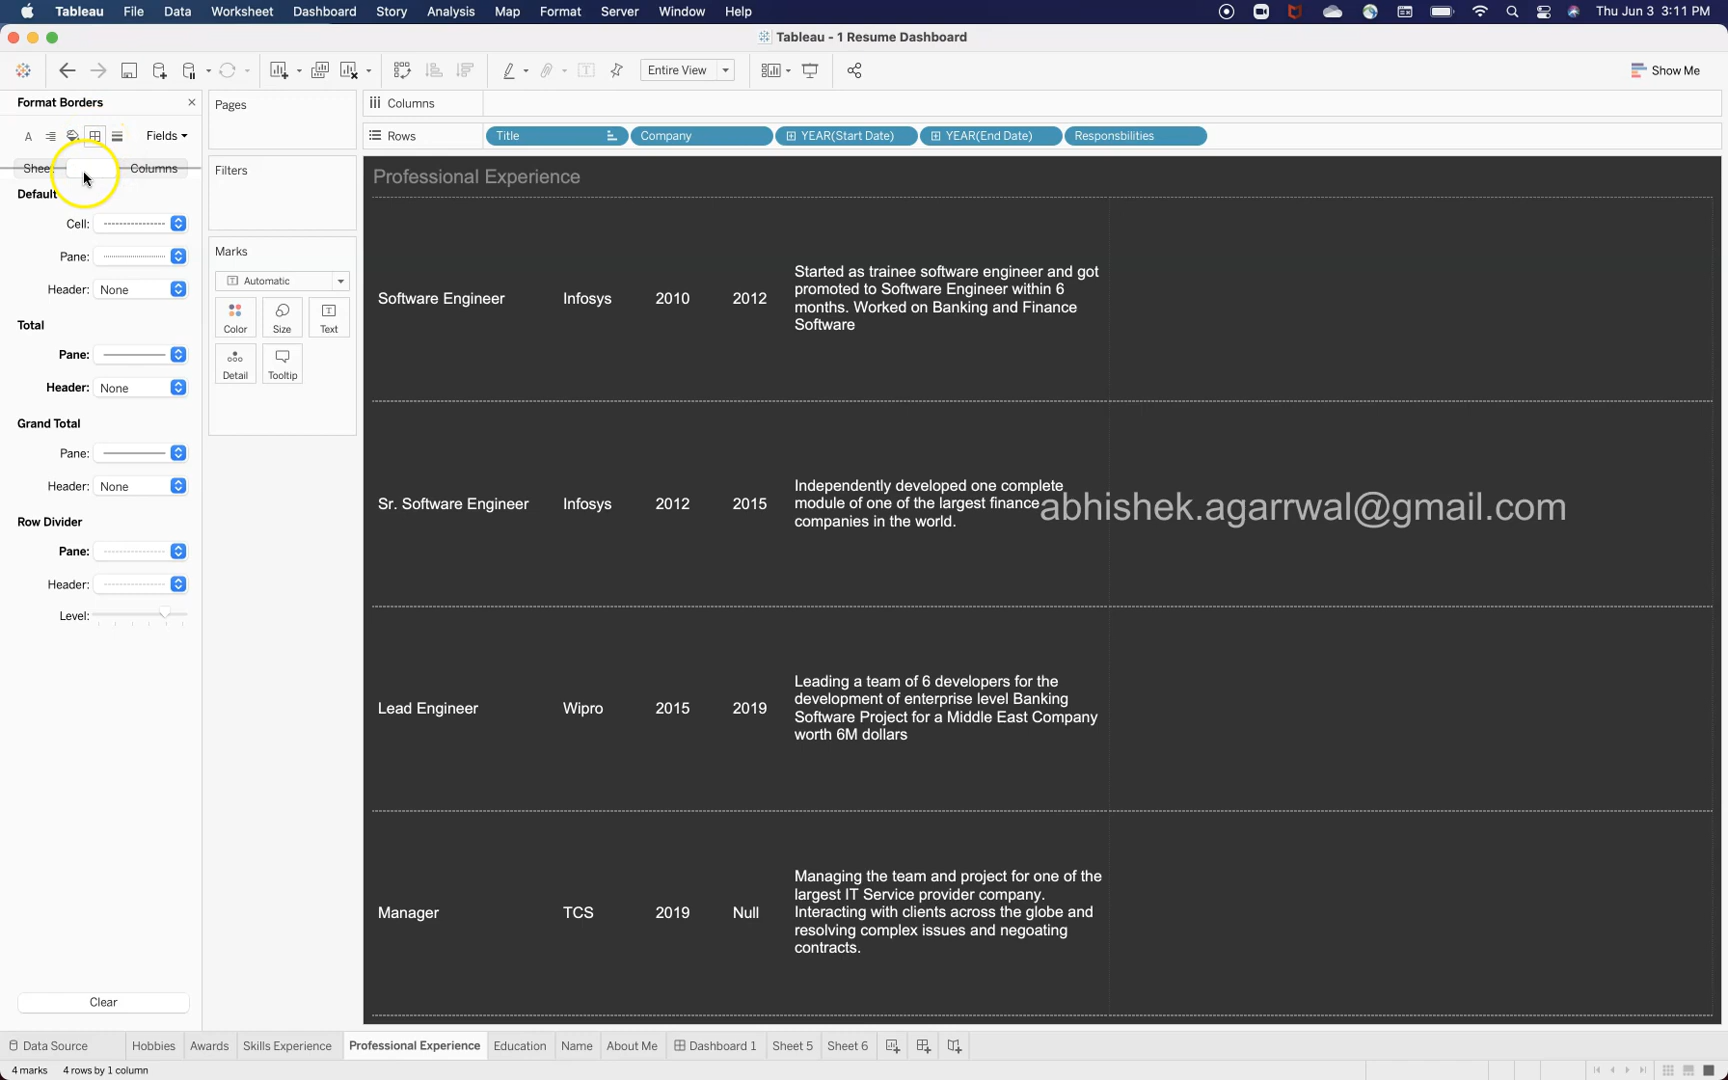 Tableau File Data Worksheet Dashboard Story Analysis Map Format Server Window Help Thu Jun 3 3:11 PM
Tableau - 1 Resume Dashboard
Entire View Show Me
Format Borders
Fields
Sheet Columns
Default
Cell:
Pane:
Header: None
Total
Pane:
Header: None
Grand Total
Pane:
Header: None
Row Divider
Pane:
Header:
Level:
Clear
Pages
Filters
Marks
Automatic
Color Size Text
Detail Tooltip
Columns
Rows Title Company YEAR(Start Date) YEAR(End Date) Responsbilities
Professional Experience
Software Engineer Infosys 2010 2012
Started as trainee software engineer and got
promoted to Software Engineer within 6
months. Worked on Banking and Finance
Software
Sr. Software Engineer Infosys 2012 2015
Independently developed one complete
module of one of the largest finance
companies in the world.
abhishek.agarrwal@gmail.com
Lead Engineer Wipro 2015 2019
Leading a team of 6 developers for the
development of enterprise level Banking
Software Project for a Middle East Company
worth 6M dollars
Manager TCS 2019 Null
Managing the team and project for one of the
largest IT Service provider company.
Interacting with clients across the globe and
resolving complex issues and negoating
contracts.
Data Source Hobbies Awards Skills Experience Professional Experience Education Name About Me Dashboard 1 Sheet 5 Sheet 6
4 marks 4 rows by 1 column